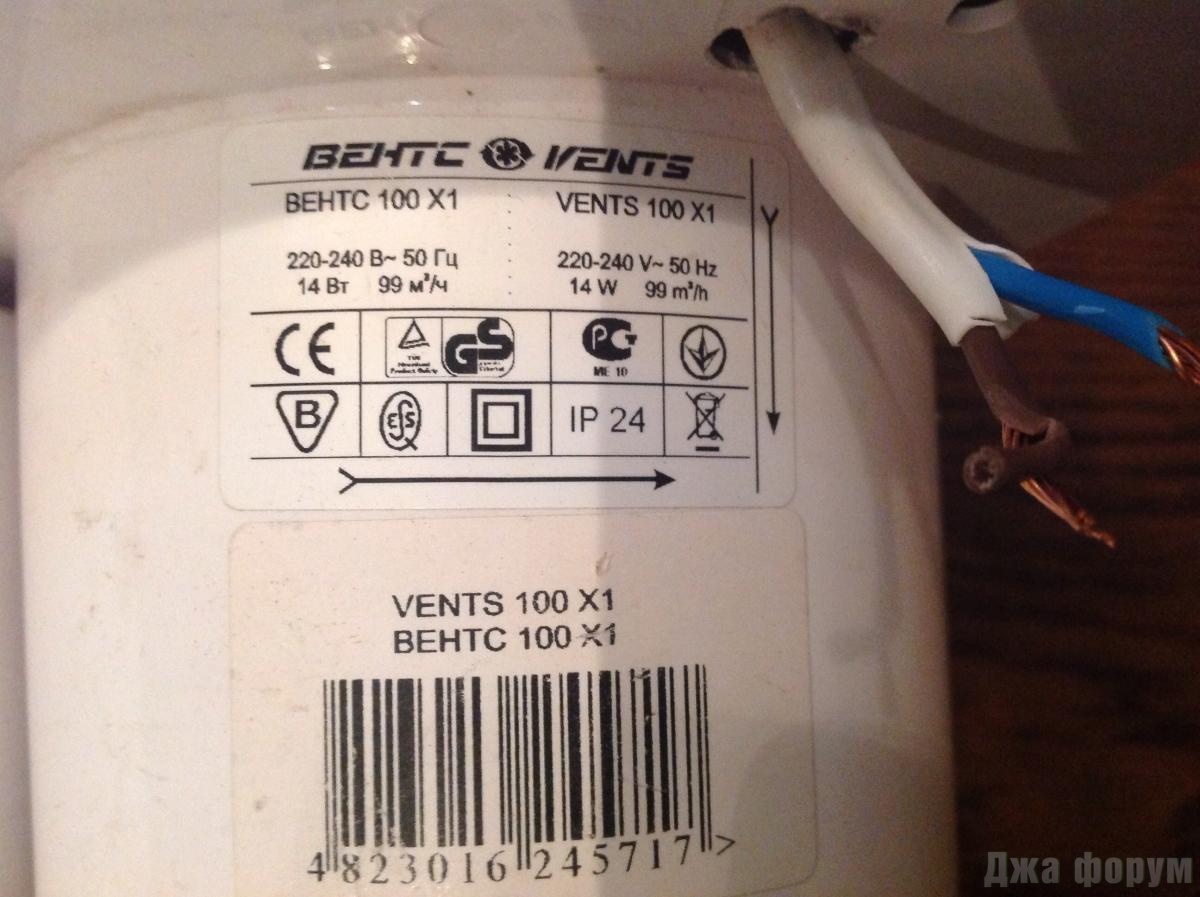 ВЕНТС VENTS
ВЕНТС 100 X1 VENTS 100 X1
220-240 В~ 50 Гц 220-240 V~ 50 Hz
14 Вт 99 м³/ч 14 W 99 m³/h
CE GS PCT
ME 10
B IP 24
VENTS 100 X1
ВЕНТС 100 X1
4 823016 245717 >
Джа форум